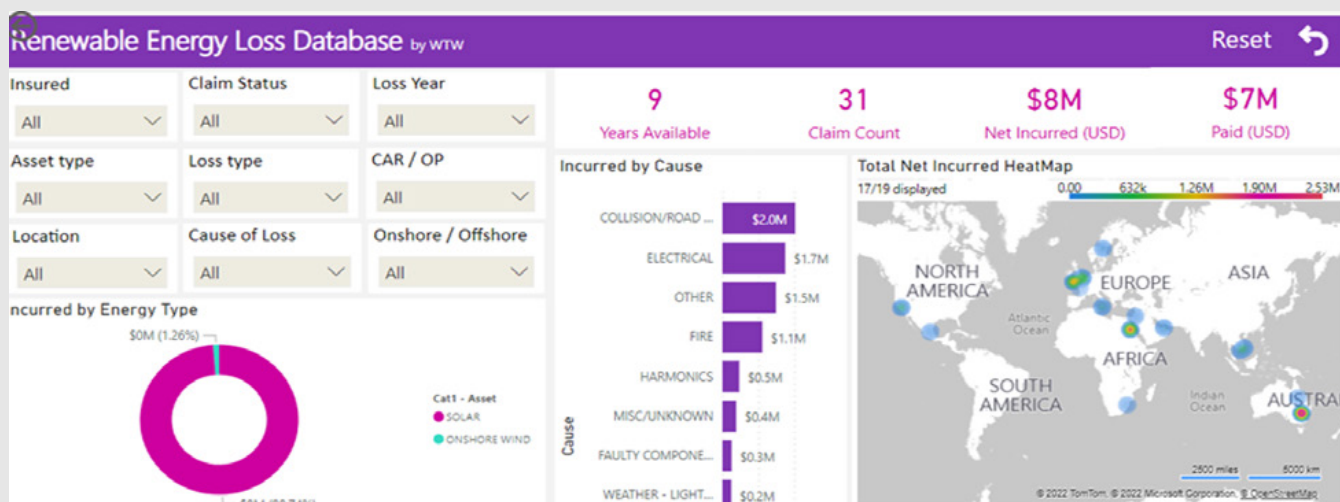 Renewable Energy Loss Database by WTW
Reset
Insured
All
Claim Status
All
Loss Year
All
Asset type
All
Loss type
All
CAR / OP
All
Location
All
Cause of Loss
All
Onshore / Offshore
All
9
Years Available
31
Claim Count
$8M
Net Incurred (USD)
$7M
Paid (USD)
ncurred by Energy Type
$0M (1.26%)
Cat1 - Asset
SOLAR
ONSHORE WIND
Incurred by Cause
Cause
COLLISION/ROAD ...
$2.0M
ELECTRICAL
$1.7M
OTHER
$1.5M
FIRE
$1.1M
HARMONICS
$0.5M
MISC/UNKNOWN
$0.4M
FAULTY COMPONE...
$0.3M
WEATHER - LIGHT...
$0.2M
Total Net Incurred HeatMap
17/19 displayed
0.00 632k 1.26M 1.90M 2.53M
NORTH
AMERICA
EUROPE
ASIA
Atlantic
Ocean
AFRICA
SOUTH
AMERICA
Indian
Ocean
AUSTRA
2500 miles
5000 km
© 2022 TomTom, © 2022 Microsoft Corporation, © OpenStreetMap